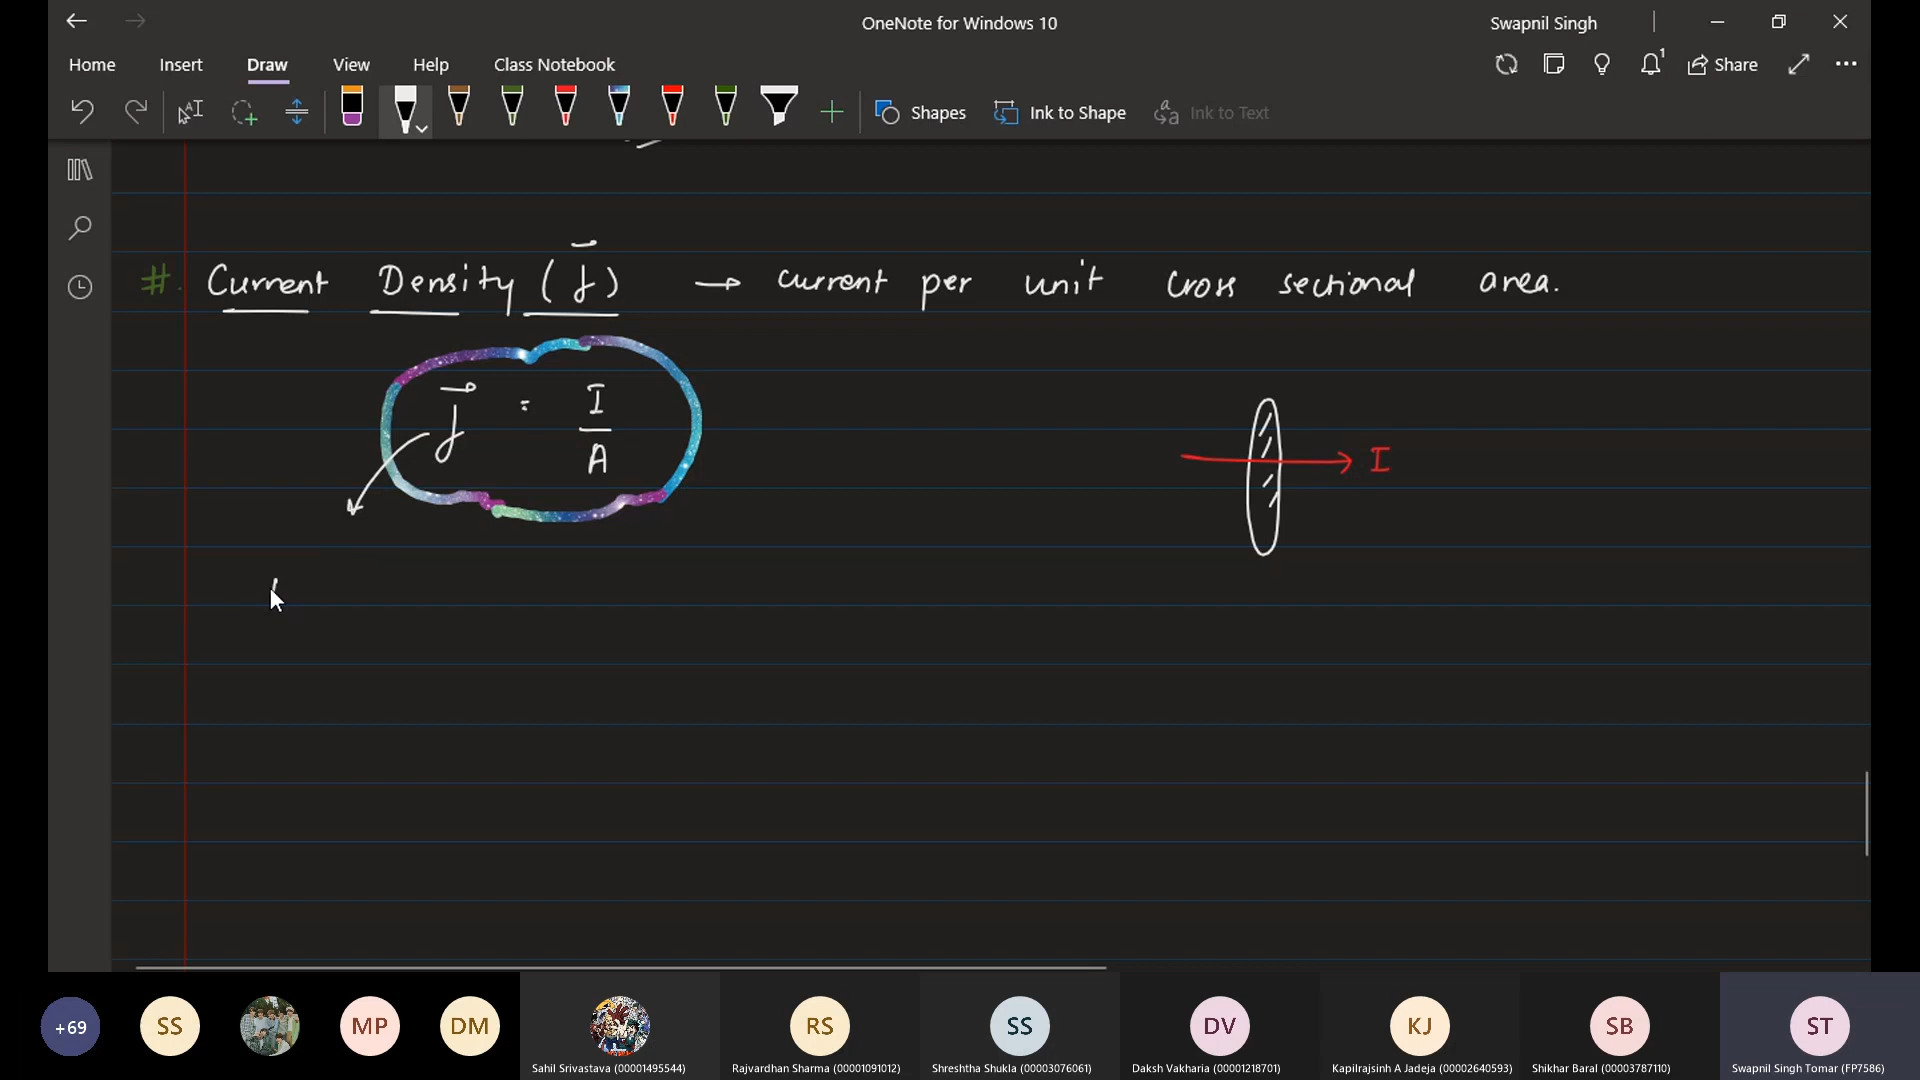 OneNote for Windows 10
Swapnil Singh
Home Insert Draw View Help Class Notebook
1 Share
Shapes Ink to Shape Ink to Text
# Current Density (j) → current per unit cross sectional area.
j = I
A
I
+69 SS MP DM RS SS DV KJ SB ST
Sahil Srivastava (00001495544) Rajvardhan Sharma (00001091012) Shreshtha Shukla (00003076061) Daksh Vakharia (00001218701) Kapilrajsinh A Jadeja (00002640593) Shikhar Baral (00003787110) Swapnil Singh Tomar (FP7586)